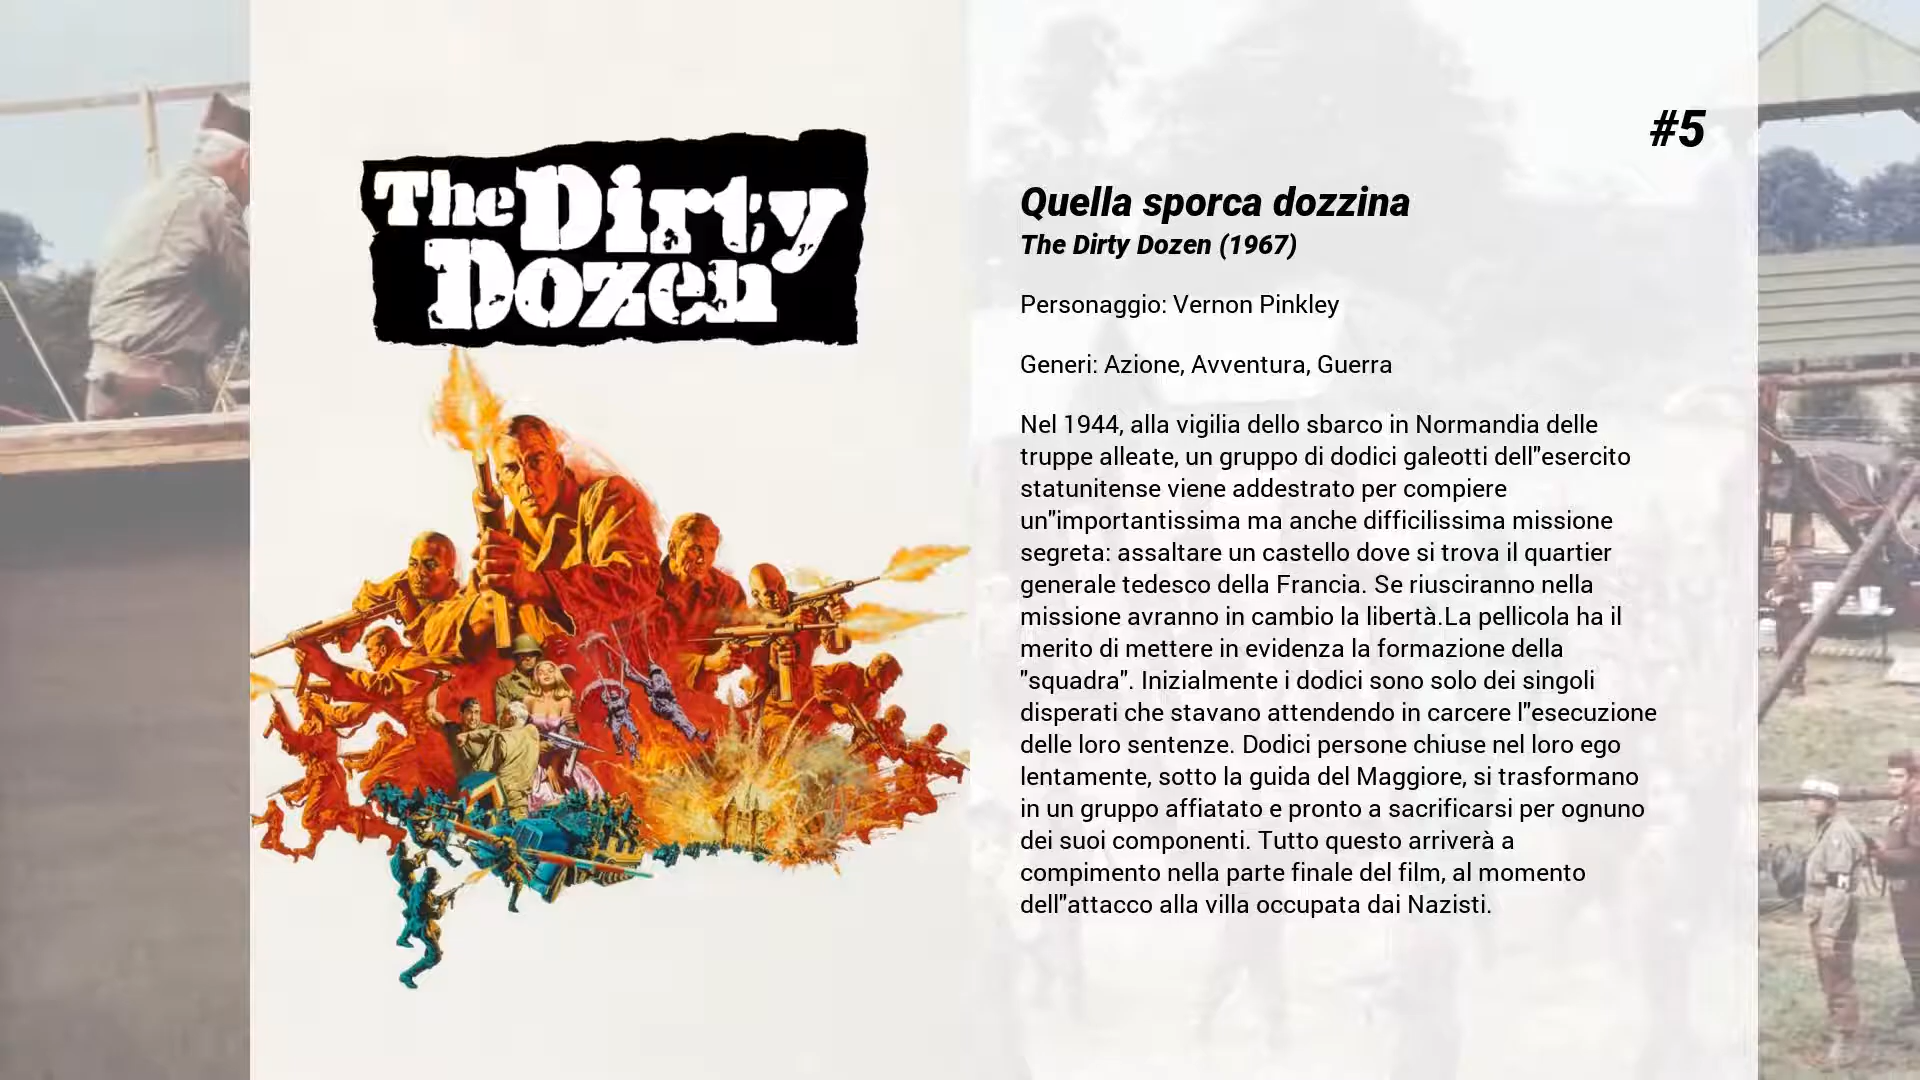 The Dirty
Dozen
#5
Quella sporca dozzina
The Dirty Dozen (1967)
Personaggio: Vernon Pinkley
Generi: Azione, Avventura, Guerra
Nel 1944, alla vigilia dello sbarco in Normandia delle
truppe alleate, un gruppo di dodici galeotti dell"esercito
statunitense viene addestrato per compiere
un"importantissima ma anche difficilissima missione
segreta: assaltare un castello dove si trova il quartier
generale tedesco della Francia. Se riusciranno nella
missione avranno in cambio la libertà.La pellicola ha il
merito di mettere in evidenza la formazione della
"squadra". Inizialmente i dodici sono solo dei singoli
disperati che stavano attendendo in carcere l"esecuzione
delle loro sentenze. Dodici persone chiuse nel loro ego
lentamente, sotto la guida del Maggiore, si trasformano
in un gruppo affiatato e pronto a sacrificarsi per ognuno
dei suoi componenti. Tutto questo arriverà a
compimento nella parte finale del film, al momento
dell"attacco alla villa occupata dai Nazisti.